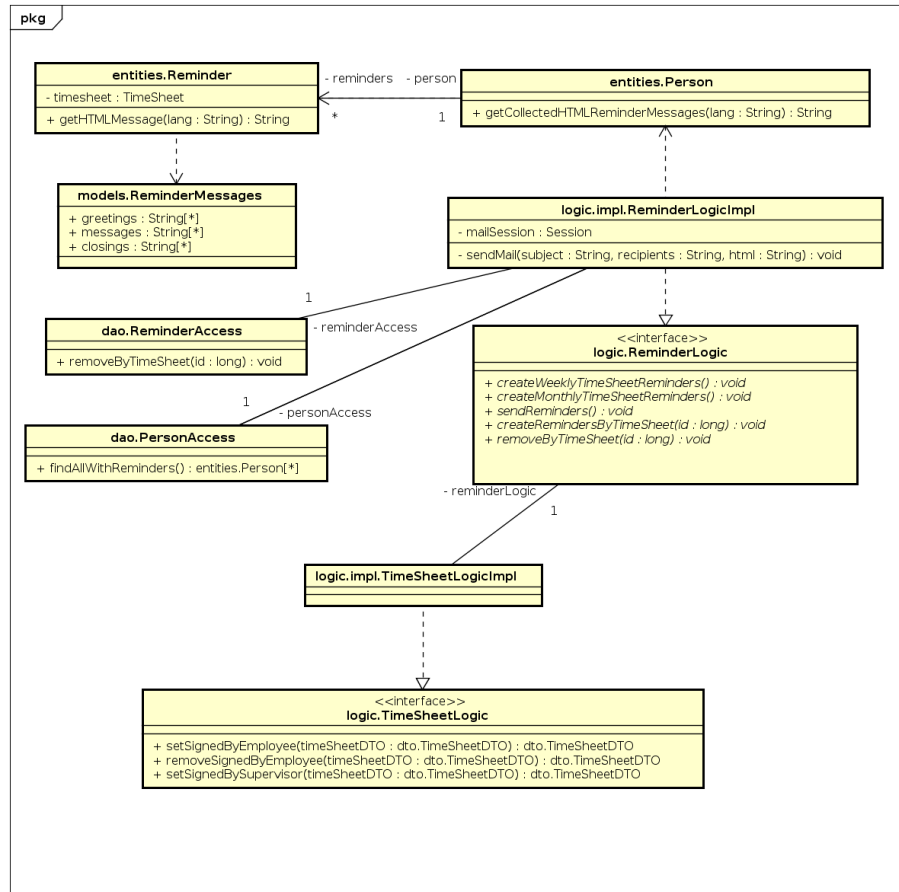 pkg
entities.Reminder
- timesheet : TimeSheet
+ getHTMLMessage(lang : String) : String
- reminders
- person
*
1
entities.Person
+ getCollectedHTMLReminderMessages(lang : String) : String
models.ReminderMessages
+ greetings : String[*]
+ messages : String[*]
+ closings : String[*]
logic.impl.ReminderLogicImpl
- mailSession : Session
- sendMail(subject : String, recipients : String, html : String) : void
1
- reminderAccess
dao.ReminderAccess
+ removeByTimeSheet(id : long) : void
<<interface>>
logic.ReminderLogic
+ createWeeklyTimeSheetReminders() : void
+ createMonthlyTimeSheetReminders() : void
+ sendReminders() : void
+ createRemindersByTimeSheet(id : long) : void
+ removeByTimeSheet(id : long) : void
1
- personAccess
dao.PersonAccess
+ findAllWithReminders() : entities.Person[*]
- reminderLogic
1
logic.impl.TimeSheetLogicImpl
<<interface>>
logic.TimeSheetLogic
+ setSignedByEmployee(timeSheetDTO : dto.TimeSheetDTO) : dto.TimeSheetDTO
+ removeSignedByEmployee(timeSheetDTO : dto.TimeSheetDTO) : dto.TimeSheetDTO
+ setSignedBySupervisor(timeSheetDTO : dto.TimeSheetDTO) : dto.TimeSheetDTO